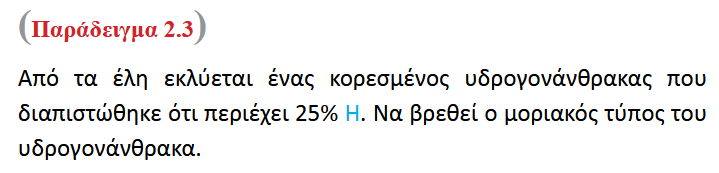 (Παράδειγμα 2.3)
Από τα έλη εκλύεται ένας κορεσμένος υδρογονάνθρακας που
διαπιστώθηκε ότι περιέχει 25% Η. Να βρεθεί ο μοριακός τύπος του
υδρογονάνθρακα.